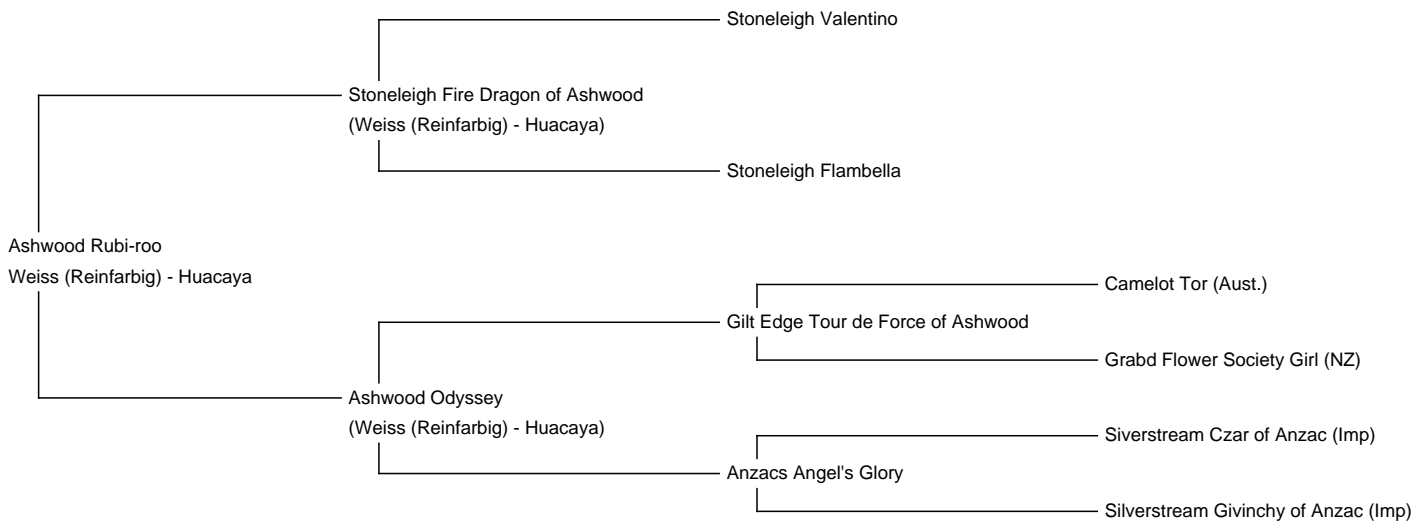 Stoneleigh Valentino
Stoneleigh Fire Dragon of Ashwood
(Weiss (Reinfarbig) - Huacaya)
Stoneleigh Flambella
Ashwood Rubi-roo
Weiss (Reinfarbig) - Huacaya
Camelot Tor (Aust.)
Gilt Edge Tour de Force of Ashwood
Grabd Flower Society Girl (NZ)
Ashwood Odyssey
(Weiss (Reinfarbig) - Huacaya)
Siverstream Czar of Anzac (Imp)
Anzacs Angel's Glory
Silverstream Givinchy of Anzac (Imp)